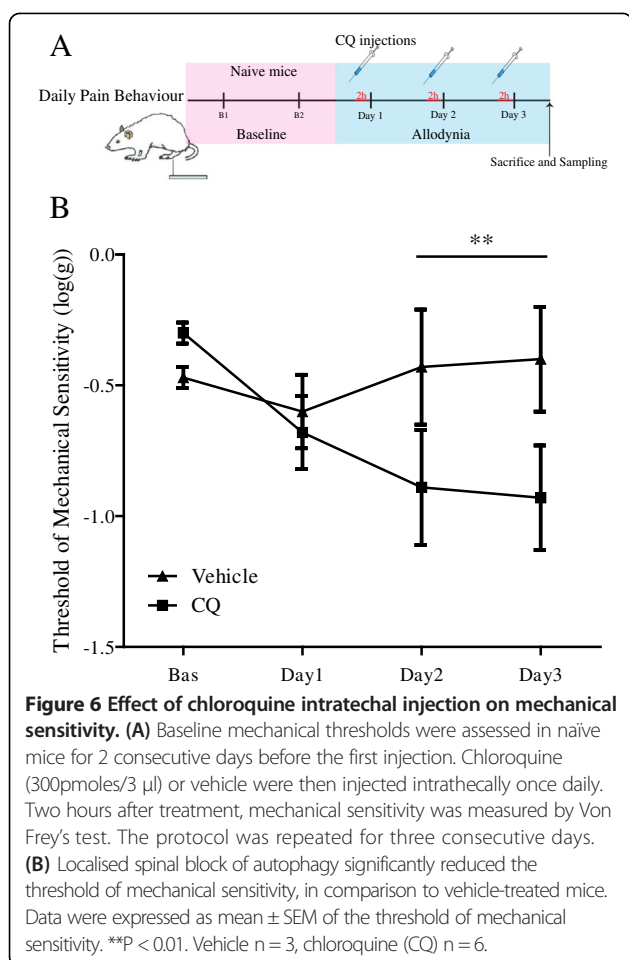 A
CQ injections
Naive mice
Daily Pain Behaviour
2h 2h 2h
B1 B2 Day 1 Day 2 Day 3
Baseline Allodynia
Sacrifice and Sampling
B
**
Threshold of Mechanical Sensitivity (log(g))
0.0
-0.5
-1.0
-1.5
Vehicle
CQ
Bas Day1 Day2 Day3
Figure 6 Effect of chloroquine intratechal injection on mechanical
sensitivity. (A) Baseline mechanical thresholds were assessed in naïve
mice for 2 consecutive days before the first injection. Chloroquine
(300pmoles/3 μl) or vehicle were then injected intrathecally once daily.
Two hours after treatment, mechanical sensitivity was measured by Von
Frey's test. The protocol was repeated for three consecutive days.
(B) Localised spinal block of autophagy significantly reduced the
threshold of mechanical sensitivity, in comparison to vehicle-treated mice.
Data were expressed as mean ± SEM of the threshold of mechanical
sensitivity. **P < 0.01. Vehicle n = 3, chloroquine (CQ) n = 6.